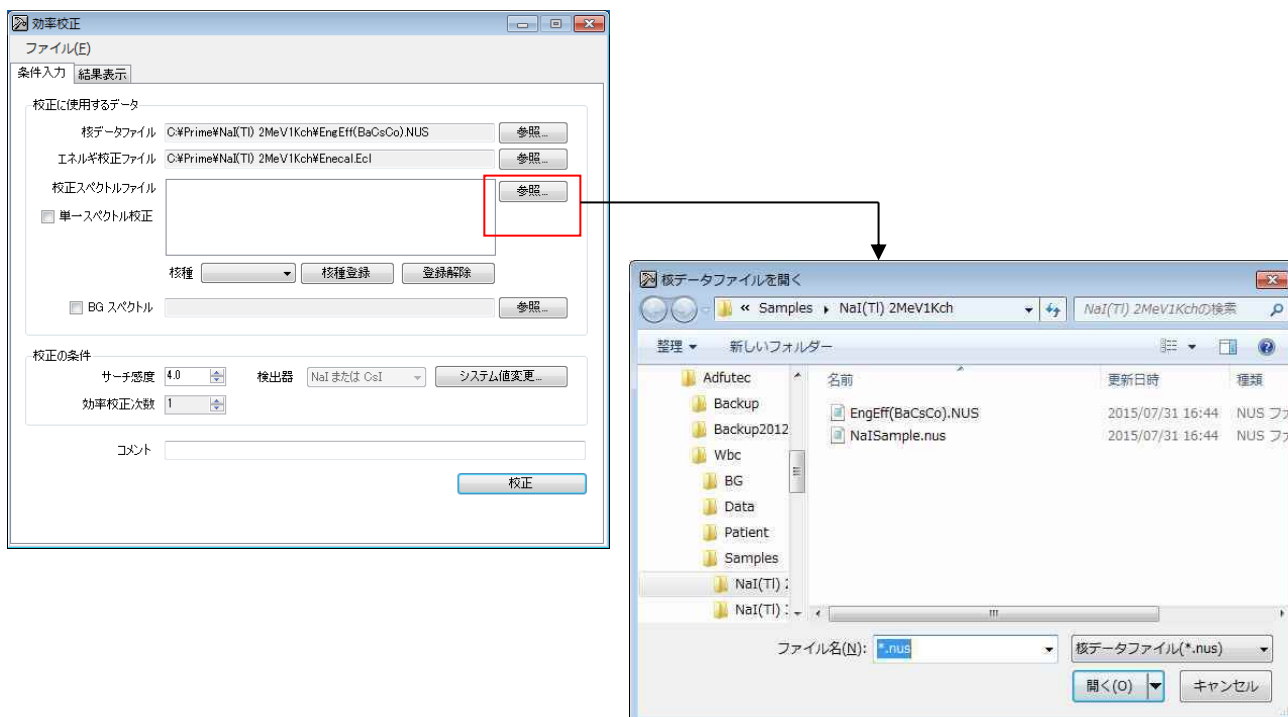 効率校正
ファイル(F)
条件入力 結果表示
校正に使用するデータ
核データファイル C:¥Prime¥NaI(Tl) 2MeV1Kch¥EngEff(BaCsCo).NUS 参照...
エネルギ校正ファイル C:¥Prime¥NaI(Tl) 2MeV1Kch¥Enecal.Ecl 参照...
校正スペクトルファイル 参照...
単一スペクトル校正
核種 核種登録 登録解除
BG スペクトル 参照...
校正の条件
サーチ感度 4.0 検出器 NaI または CsI システム値変更...
効率校正次数 1
コメント
校正
核データファイルを開く
« Samples NaI(Tl) 2MeV1Kch NaI(Tl) 2MeV1Kchの検索
整理 新しいフォルダー
Adfutec 名前 更新日時 種類
Backup EngEff(BaCsCo).NUS 2015/07/31 16:44 NUS ファ
Backup2012 NaISample.nus 2015/07/31 16:44 NUS ファ
Wbc
BG
Data
Patient
Samples
NaI(Tl) 2
NaI(Tl)
ファイル名(N): *.nus 核データファイル(*.nus)
開く(O) キャンセル